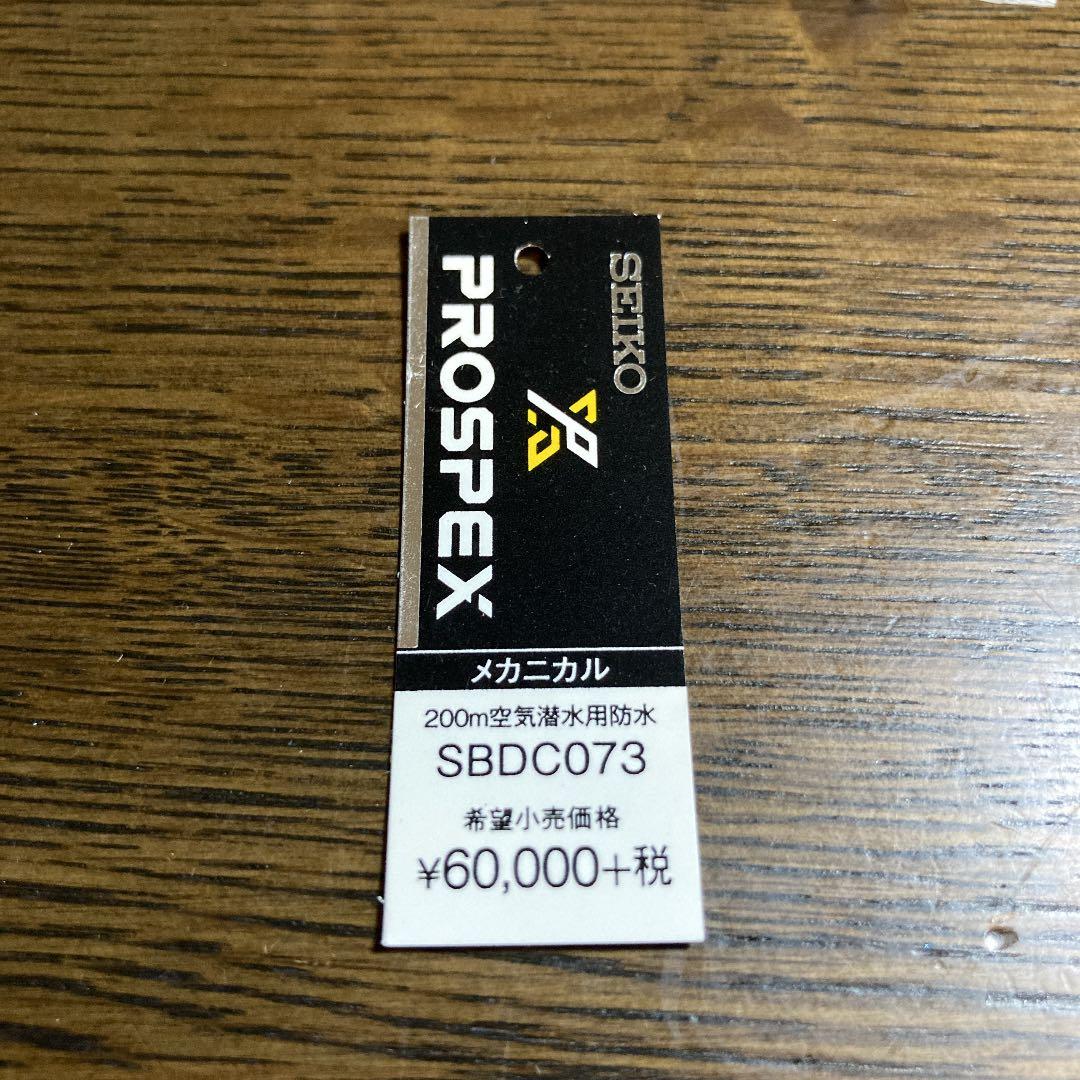 SEIKO
PROSPEX
メカニカル
200m空気潜水用防水
SBDC073
希望小売価格
¥60,000+税